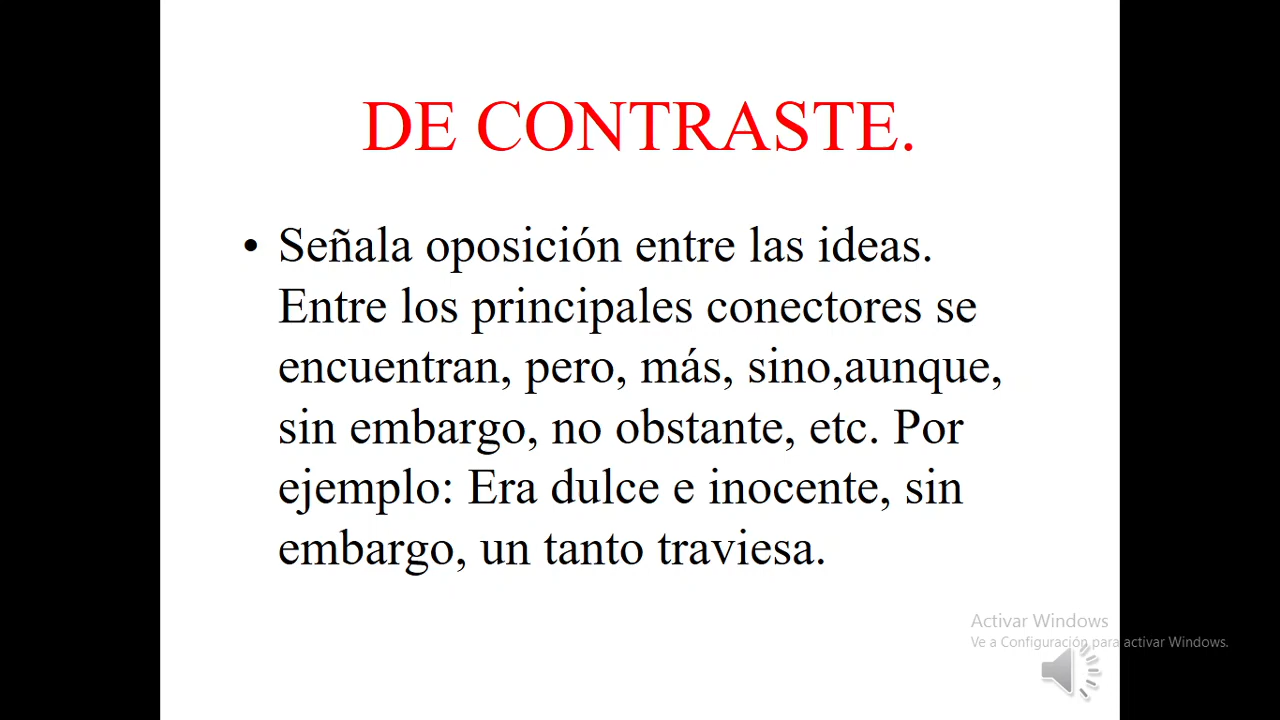 DE CONTRASTE.
• Señala oposición entre las ideas.
Entre los principales conectores se
encuentran, pero, más, sino,aunque,
sin embargo, no obstante, etc. Por
ejemplo: Era dulce e inocente, sin
embargo, un tanto traviesa.
Activar Windows
Ve a Configuración para activar Windows.